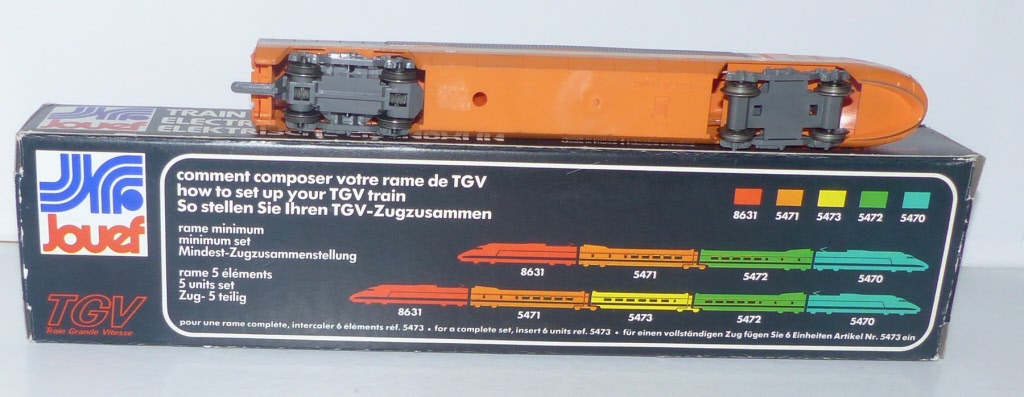 TRAIN
ELECTR
ELEKTR
Jouef
TGV
Train Grande Vitesse
comment composer votre rame de TGV
how to set up your TGV train
So stellen Sie Ihren TGV-Zugzusammen
8631 5471 5473 5472 5470
rame minimum
minimum set
Mindest-Zugzusammenstellung
8631 5471 5472 5470
rame 5 éléments
5 units set
Zug- 5 teilig
8631 5471 5473 5472 5470
pour une rame complète, intercaler 6 éléments réf. 5473 • for a complete set, insert 6 units ref. 5473 • für einen vollständigen Zug fügen Sie 6 Einheiten Artikel Nr. 5473 ein